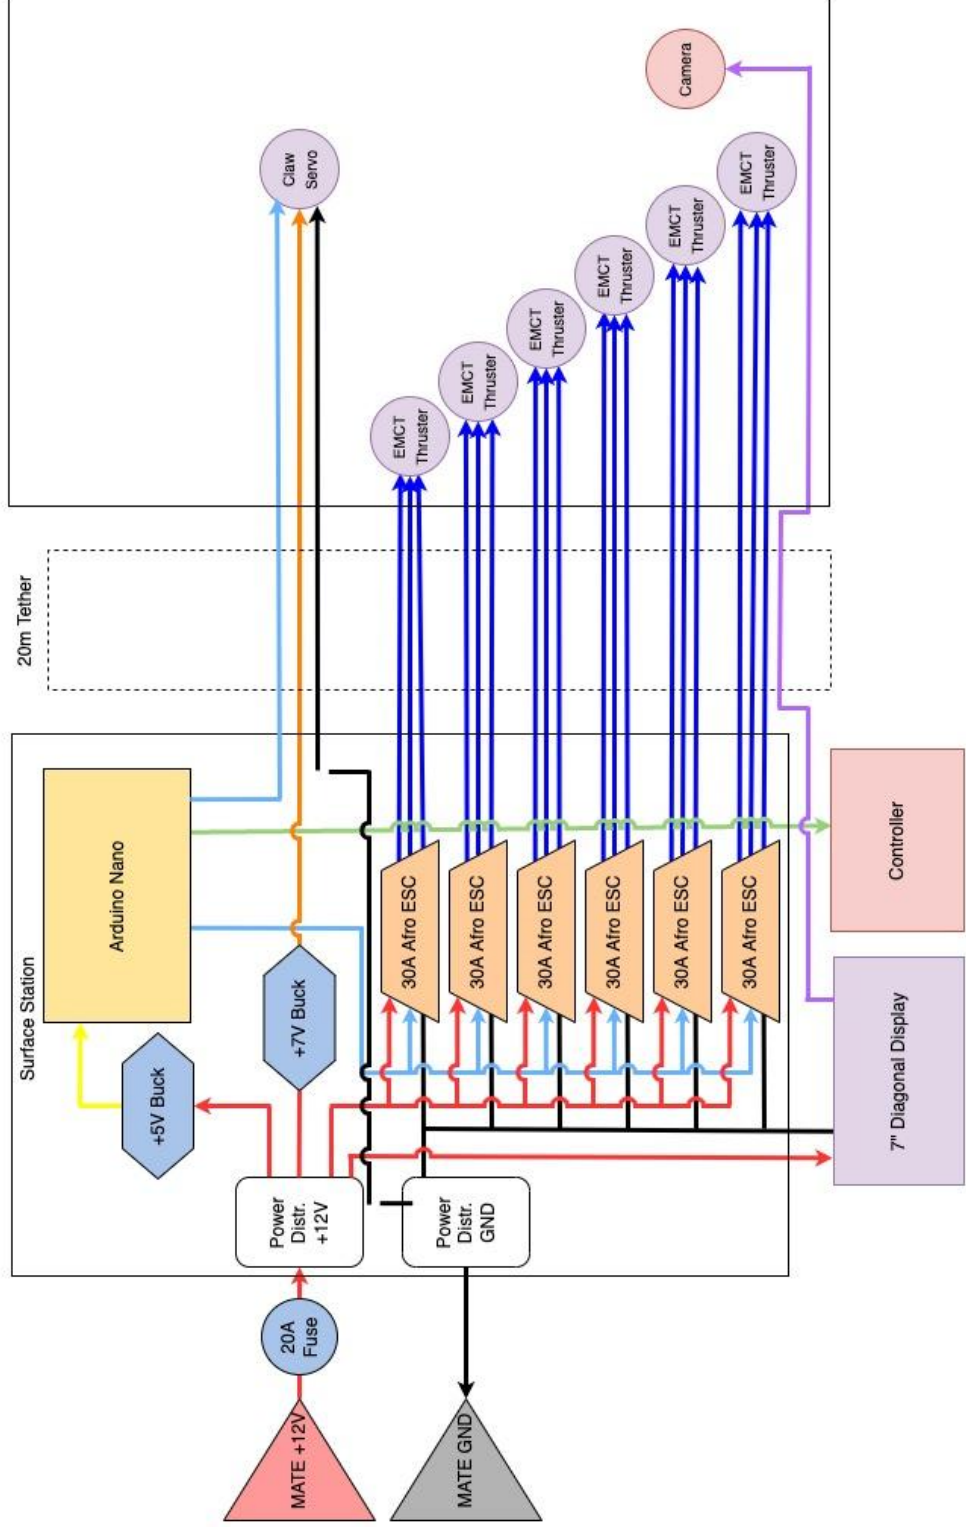 MATE +12V
MATE GND
20A
Fuse
Surface Station
Power
Distr.
+12V
Power
Distr.
GND
+5V Buck
+7V Buck
Arduino Nano
30A Afro ESC
30A Afro ESC
30A Afro ESC
30A Afro ESC
30A Afro ESC
30A Afro ESC
7" Diagonal Display
Controller
20m Tether
Claw
Servo
EMCT
Thruster
EMCT
Thruster
EMCT
Thruster
EMCT
Thruster
EMCT
Thruster
EMCT
Thruster
Camera